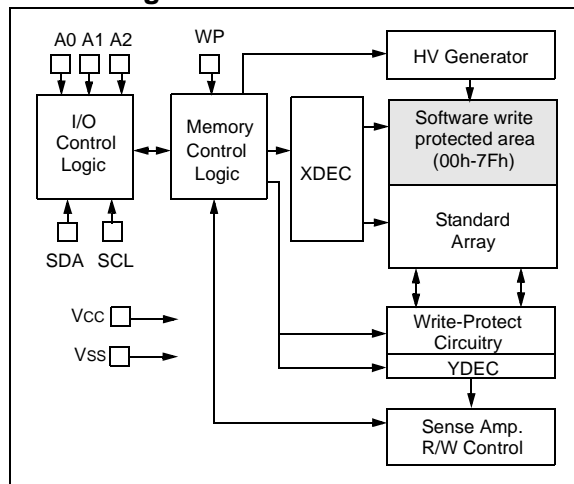 A0 A1 A2
WP
HV Generator
I/O
Control
Logic
Memory
Control
Logic
XDEC
Software write
protected area
(00h-7Fh)
Standard
Array
SDA SCL
Vcc
Vss
Write-Protect
Circuitry
YDEC
Sense Amp.
R/W Control